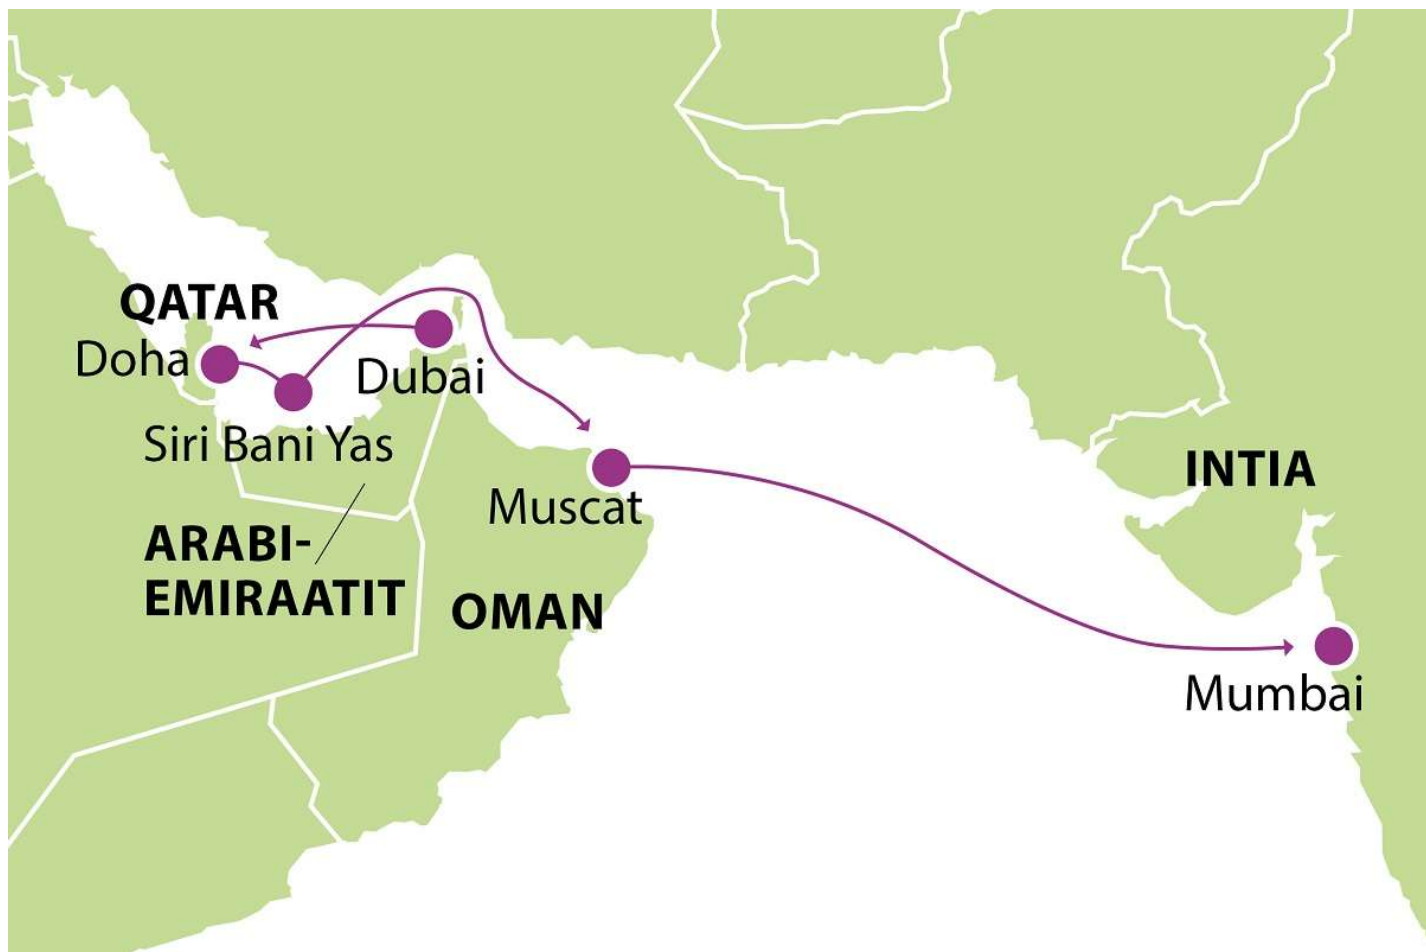 QATAR
Doha
Dubai
Siri Bani Yas
ARABI-
EMIRAATIT
Muscat
OMAN
INTIA
Mumbai